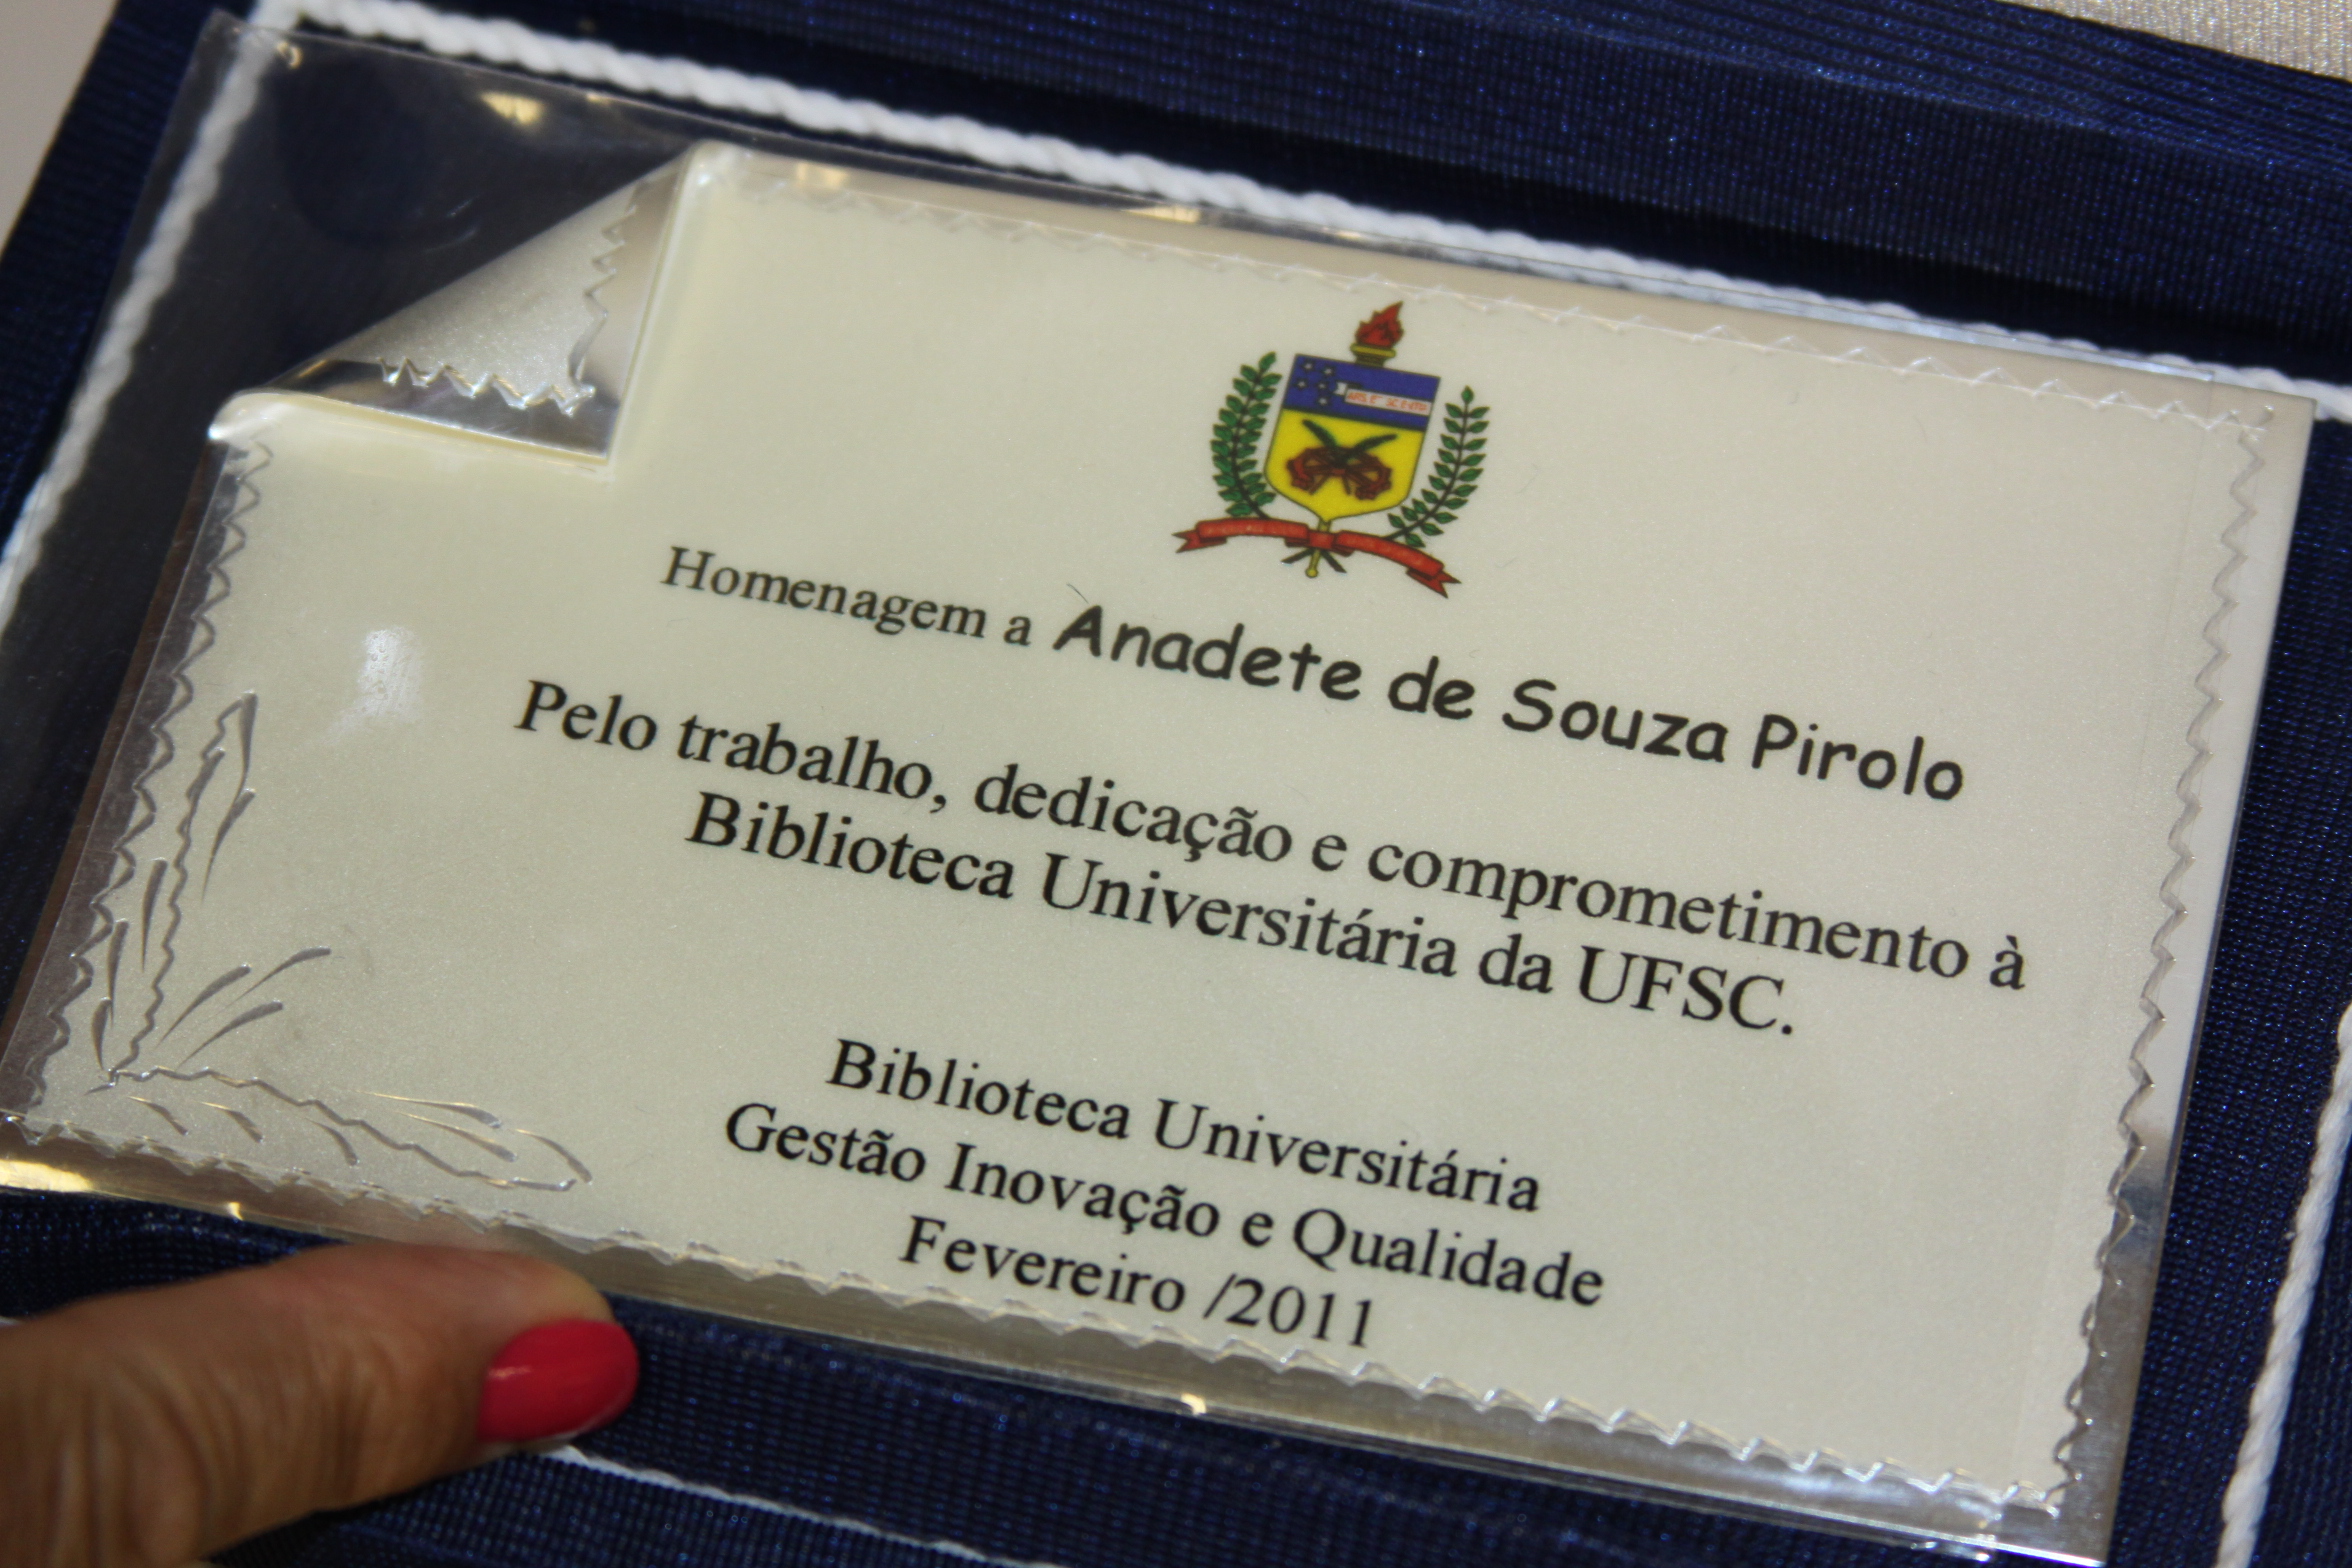 Homenagem a Anadete de Souza Pirolo
Pelo trabalho, dedicação e comprometimento à
Biblioteca Universitária da UFSC.
Biblioteca Universitária
Gestão Inovação e Qualidade
Fevereiro /2011